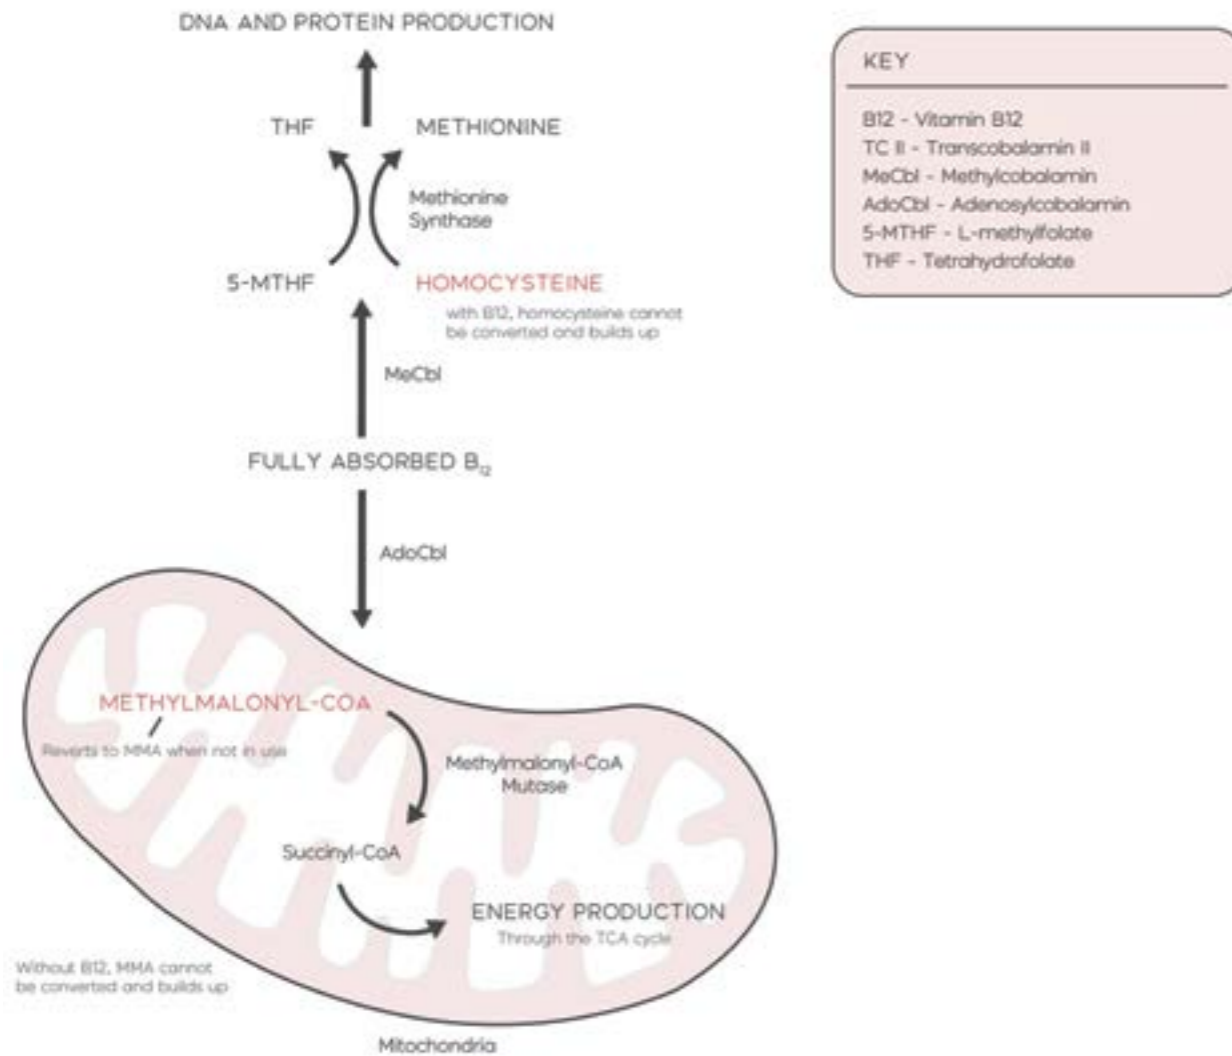 DNA AND PROTEIN PRODUCTION
THF
METHIONINE
Methionine
Synthase
5-MTHF
HOMOCYSTEINE
with B12, homocysteine cannot
be converted and builds up
MeCbl
FULLY ABSORBED B12
AdoCbl
METHYLMALONYL-COA
Reverts to MMA when not in use
Methylmalonyl-CoA
Mutase
Succinyl-CoA
ENERGY PRODUCTION
Through the TCA cycle
Without B12, MMA cannot
be converted and builds up
Mitochondria
KEY
B12 - Vitamin B12
TC II - Transcobalamin II
MeCbl - Methylcobalamin
AdoCbl - Adenosylcobalamin
5-MTHF - L-methylfolate
THF - Tetrahydrofolate